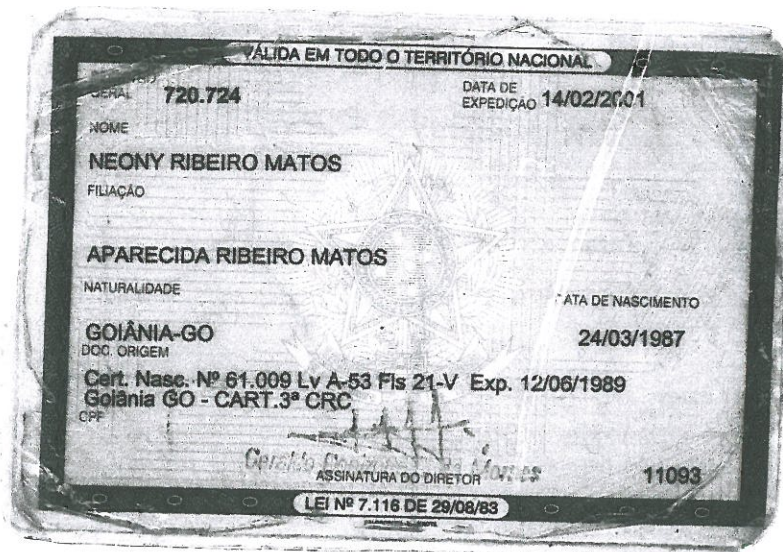 VÁLIDA EM TODO O TERRITÓRIO NACIONAL
GERAL 720.724 DATA DE EXPEDIÇÃO 14/02/2001
NOME
NEONY RIBEIRO MATOS
FILIAÇÃO
APARECIDA RIBEIRO MATOS
NATURALIDADE ATA DE NASCIMENTO
GOIÂNIA-GO 24/03/1987
DOC. ORIGEM
Cert. Nasc. Nº 61.009 Lv A-53 Fls 21-V Exp. 12/06/1989
Goiânia GO - CART.3ª CRC
CPF
Geraldo
ASSINATURA DO DIRETOR 11093
LEI Nº 7.116 DE 29/08/83